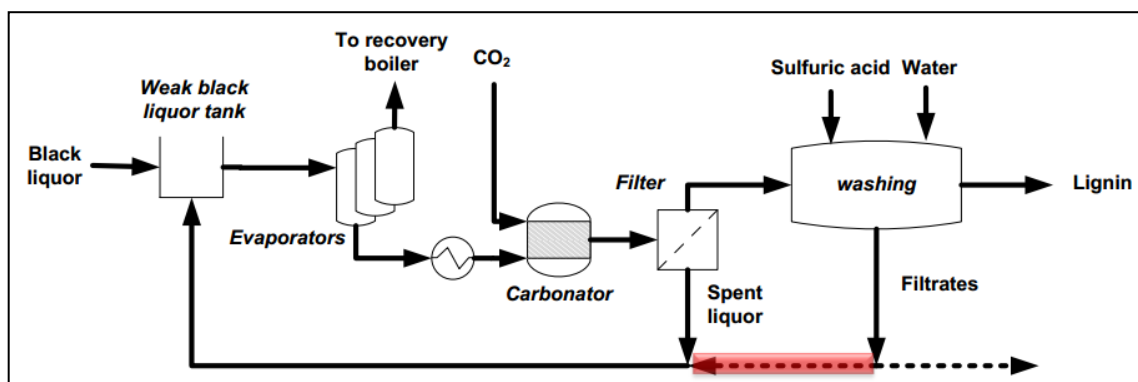 To recovery
boiler
CO₂
Sulfuric acid Water
Weak black
liquor tank
Black
liquor
Filter
washing
Lignin
Evaporators
Carbonator
Spent
liquor
Filtrates